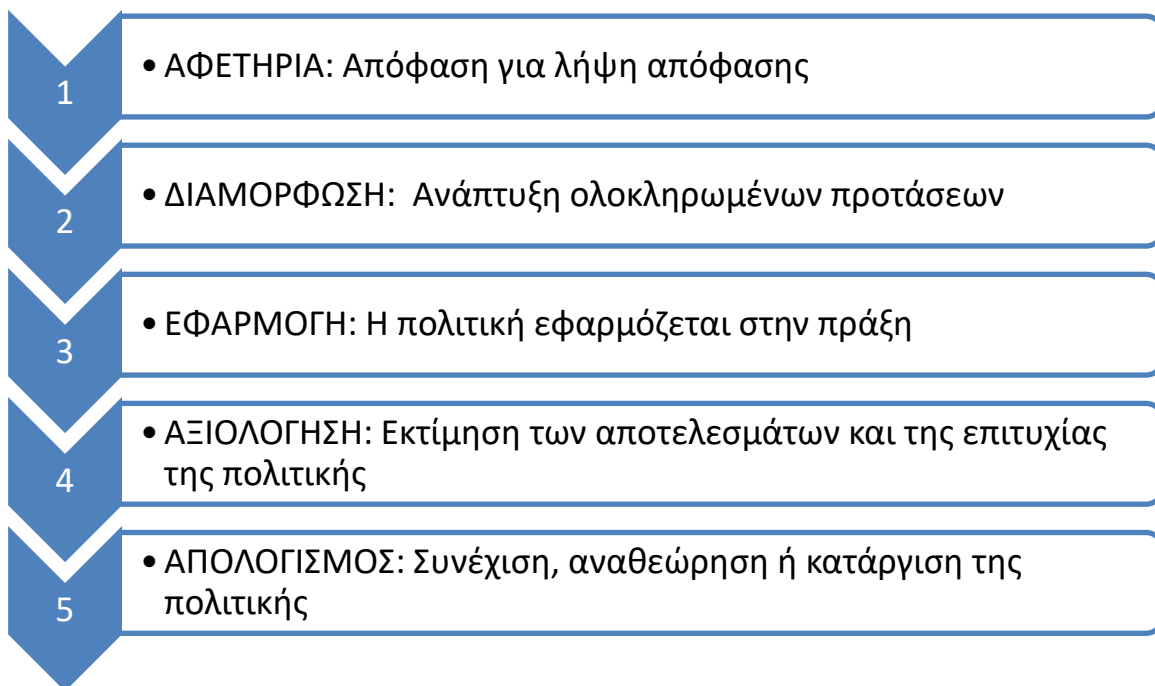 1
• ΑΦΕΤΗΡΙΑ: Απόφαση για λήψη απόφασης
2
• ΔΙΑΜΟΡΦΩΣΗ:  Ανάπτυξη ολοκληρωμένων προτάσεων
3
• ΕΦΑΡΜΟΓΗ: Η πολιτική εφαρμόζεται στην πράξη
4
• ΑΞΙΟΛΟΓΗΣΗ: Εκτίμηση των αποτελεσμάτων και της επιτυχίας
της πολιτικής
5
• ΑΠΟΛΟΓΙΣΜΟΣ: Συνέχιση, αναθεώρηση ή κατάργιση της
πολιτικής